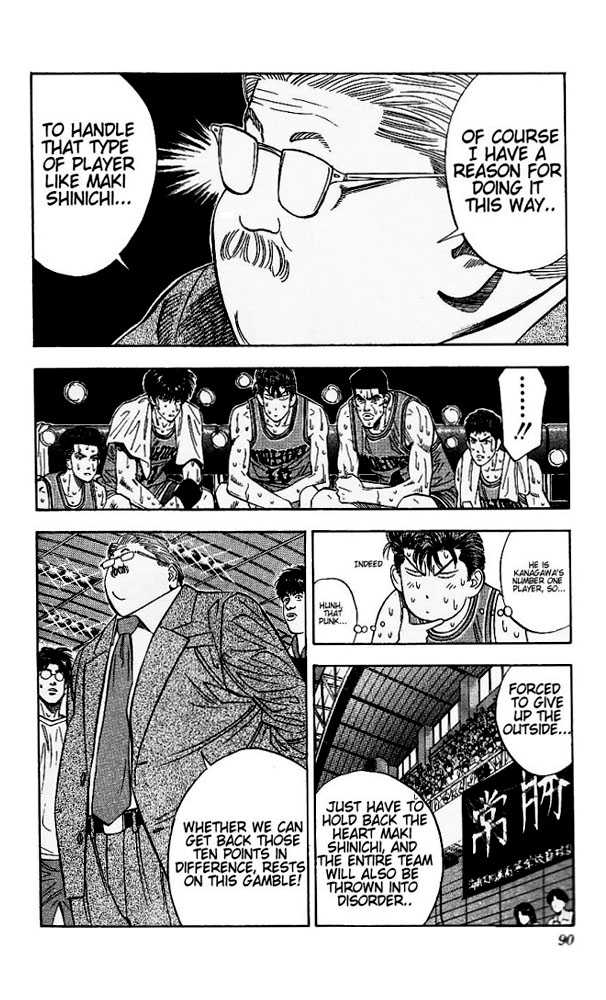 OF COURSE
I HAVE A
REASON FOR
DOING IT
THIS WAY..
TO HANDLE
THAT TYPE
OF PLAYER
LIKE MAKI
SHINICHI...
......!!
HE IS
KANAGAWA'S
NUMBER ONE
PLAYER, SO...
INDEED
HUNH,
THAT
PUNK...
FORCED
TO GIVE
UP THE
OUTSIDE...
常勝
JUST HAVE TO
HOLD BACK THE
HEART MAKI
SHINICHI, AND
THE ENTIRE TEAM
WILL ALSO BE
THROWN INTO
DISORDER..
WHETHER WE CAN
GET BACK THOSE
TEN POINTS IN
DIFFERENCE, RESTS
ON THIS GAMBLE!
90